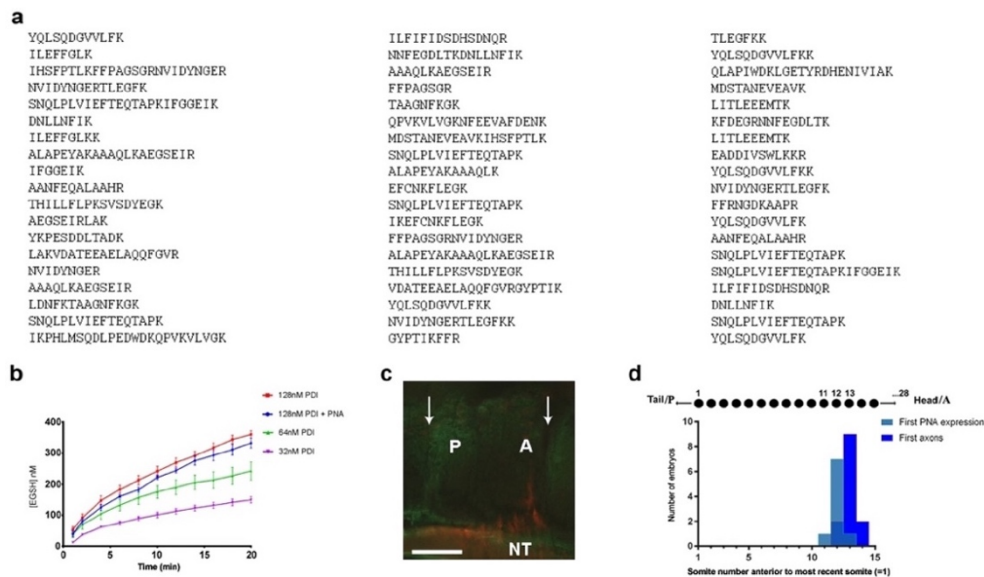 a
YQLSQDGVVLFK
ILEFFGLK
IHSFPTLKFFPAGSGRNVIDYNGER
NVIDYNGERTLEGFK
SNQLPLVIEFTEQTAPKIFGGEIK
DNLLNFIK
ILEFFGLKK
ALAPEYAKAAAQLKAEGSEIR
IFGGEIK
AANFEQALAAHR
THILLFLPKSVSDYEGK
AEGSEIRLAK
YKPESDDLTADK
LAKVDATEEAELAQQFGVR
NVIDYNGER
AAAQLKAEGSEIR
LDNFKTAAGNFKGK
SNQLPLVIEFTEQTAPK
IKPHLMSQDLPEDWDKQPVKVLVGK
ILFIFIDSDHSDNQR
NNFEGDLTKDNLLNFIK
AAAQLKAEGSEIR
FFPAGSGR
TAAGNFKGK
QPVKVLVGKNFEEVAFDENK
MDSTANEVEAVKIHSFPTLK
SNQLPLVIEFTEQTAPK
ALAPEYAKAAAQLK
EFCNKFLEGK
SNQLPLVIEFTEQTAPK
IKEFCNKFLEGK
FFPAGSGRNVIDYNGER
ALAPEYAKAAAQLKAEGSEIR
THILLFLPKSVSDYEGK
VDATEEAELAQQFGVRGYPTIK
YQLSQDGVVLFKK
NVIDYNGERTLEGFKK
GYPTIKFFR
TLEGFKK
YQLSQDGVVLFKK
QLAPIWDKLGETYRDHENIVIAK
MDSTANEVEAVK
LITLEEEMTK
KFDEGRNNFEGDLTK
LITLEEEMTK
EADDIVSWLKKR
YQLSQDGVVLFKK
NVIDYNGERTLEGFK
FFRNGDKAAPR
YQLSQDGVVLFK
AANFEQALAAHR
SNQLPLVIEFTEQTAPK
SNQLPLVIEFTEQTAPKIFGGEIK
ILFIFIDSDHSDNQR
DNLLNFIK
SNQLPLVIEFTEQTAPK
YQLSQDGVVLFK
b
[EGSH] nM
400
300
200
100
0
0 5 10 15 20
Time (min)
128nM PDI
128nM PDI + PNA
64nM PDI
32nM PDI
c
P A
NT
d
Tail/P 1 11 12 13 ...28 Head/A
First PNA expression
First axons
Number of embryos
10
8
6
4
2
0
1 5 10 15
Somite number anterior to most recent somite (=1)